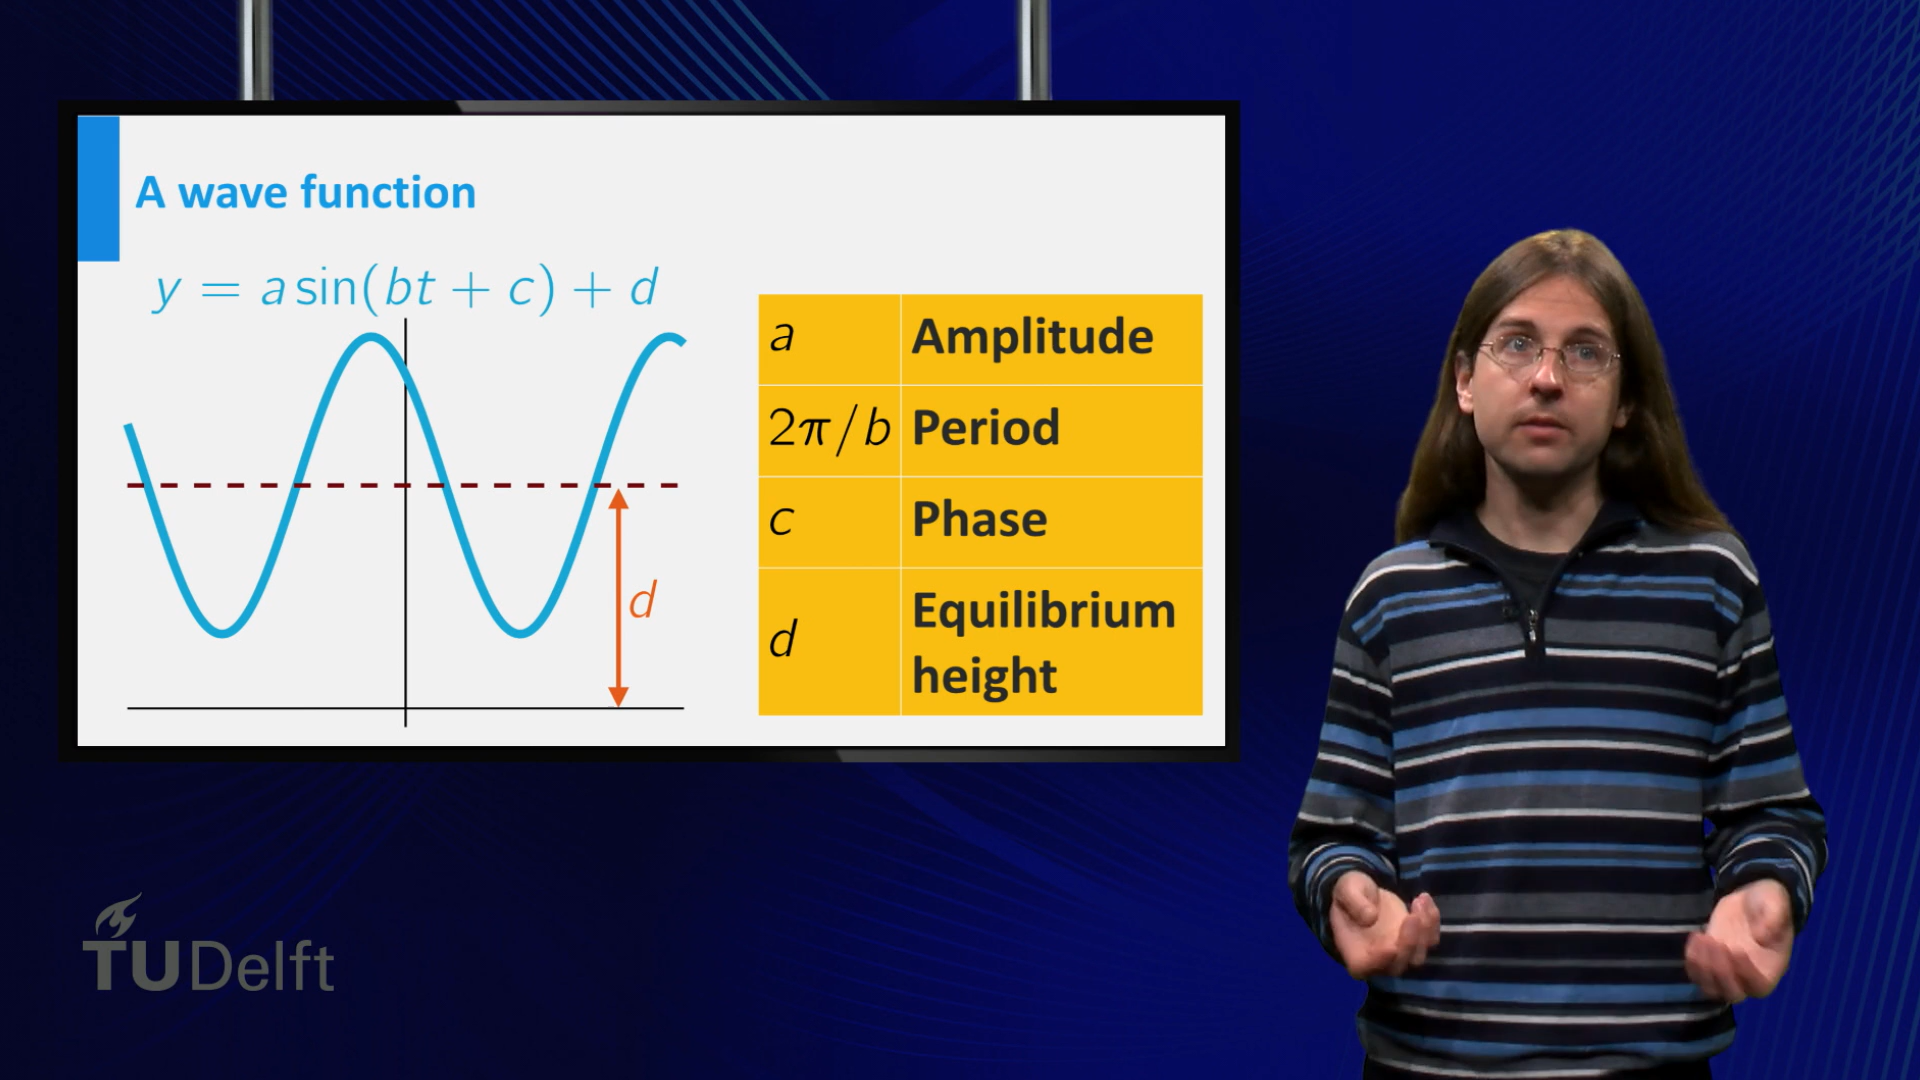 A wave function
y = a sin(bt + c) + d
d
a Amplitude
2π/b Period
c Phase
d Equilibrium
height
TUDelft